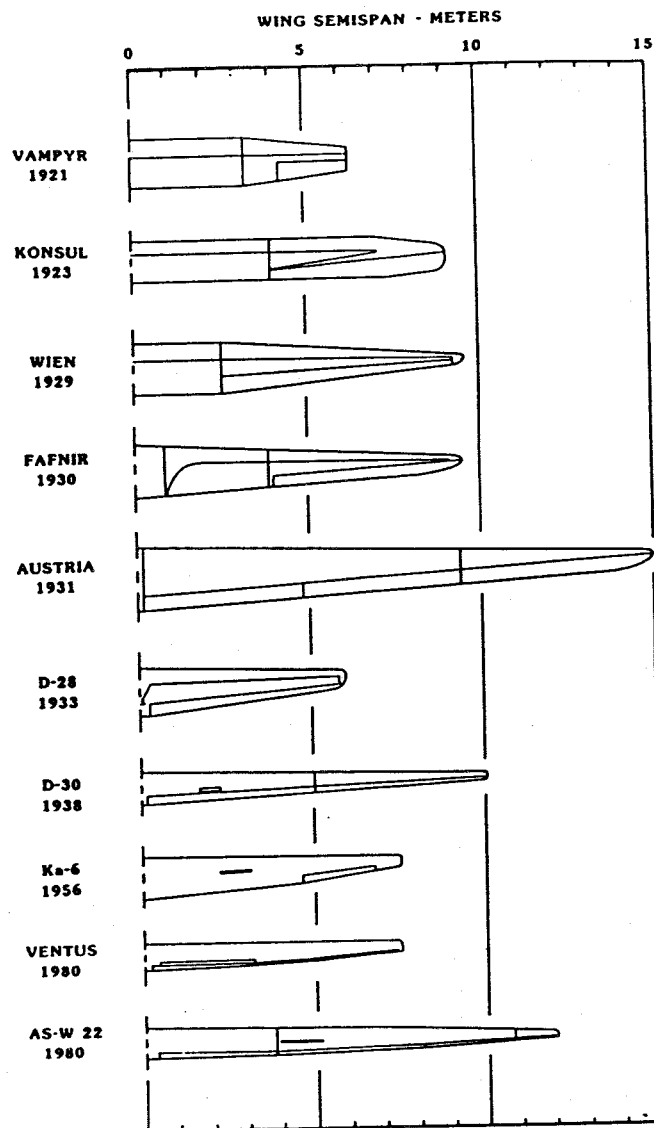 WING SEMISPAN - METERS
0 5 10 15
VAMPYR
1921
KONSUL
1923
WIEN
1929
FAFNIR
1930
AUSTRIA
1931
D-28
1933
D-30
1938
Ka-6
1956
VENTUS
1980
AS-W 22
1980